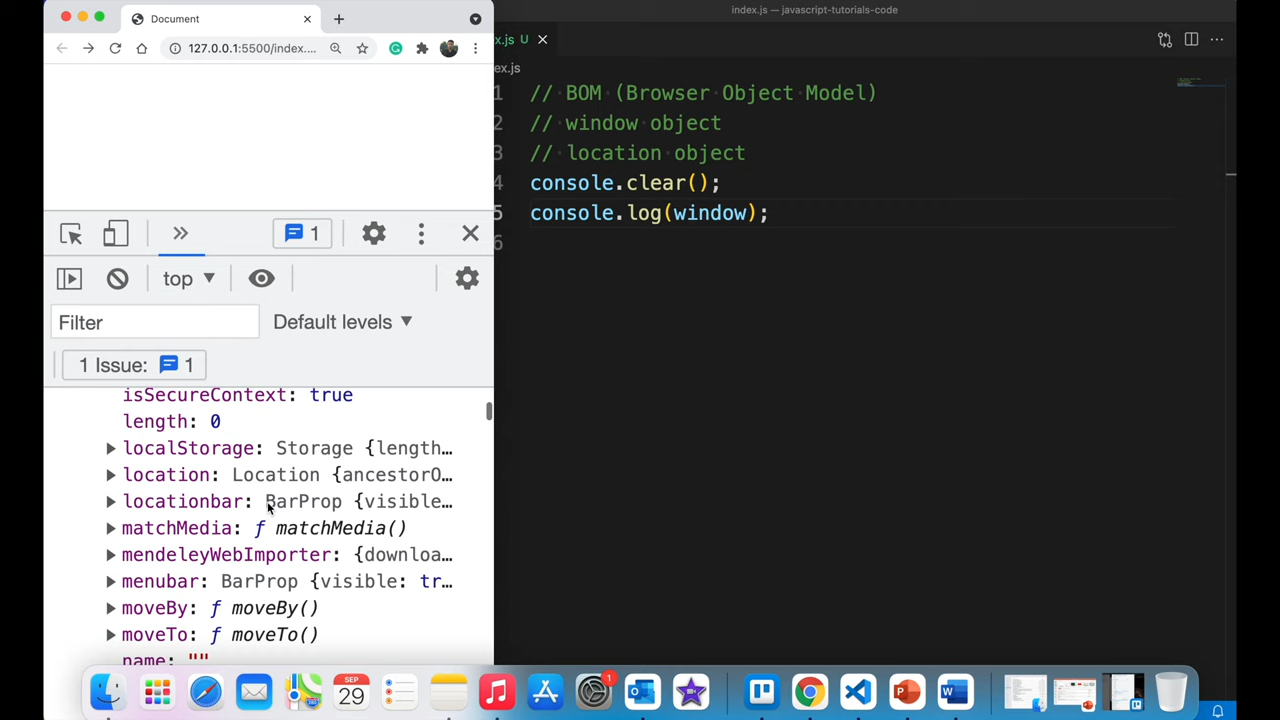 Document
127.0.0.1:5500/index....
1
top
Filter
Default levels
1 Issue: 1
isSecureContext: true
length: 0
localStorage: Storage {length…
location: Location {ancestorO…
locationbar: BarProp {visible…
matchMedia: ƒ matchMedia()
mendeleyWebImporter: {downloa…
menubar: BarProp {visible: tr…
moveBy: ƒ moveBy()
moveTo: ƒ moveTo()
name: ""
index.js — javascript-tutorials-code
x.js U
ex.js
1 // BOM (Browser Object Model)
2 // window object
3 // location object
4 console.clear();
5 console.log(window);
6
SEP
29
1